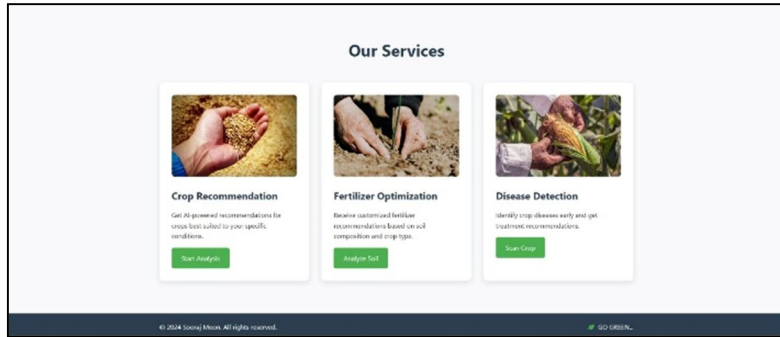 Our Services
Crop Recommendation
Get AI-powered recommendations for
crops best suited to your specific
conditions.
Start Analysis
Fertilizer Optimization
Receive customized fertilizer
recommendations based on soil
composition and crop type.
Analyze Soil
Disease Detection
Identify crop diseases early and get
treatment recommendations.
Scan Crop
© 2024 Sooraj Moon. All rights reserved.
GO GREEN..